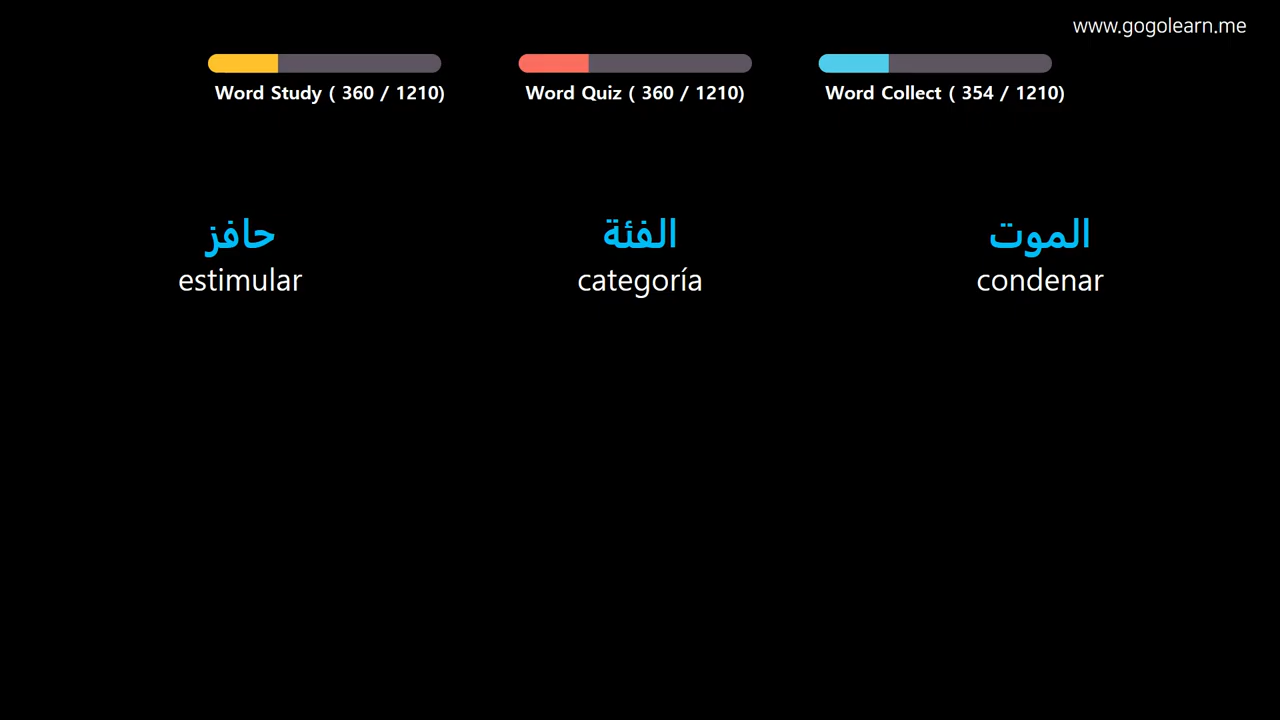 www.gogolearn.me
Word Study ( 360 / 1210)
Word Quiz ( 360 / 1210)
Word Collect ( 354 / 1210)
حافز
estimular
الفئة
categoría
الموت
condenar